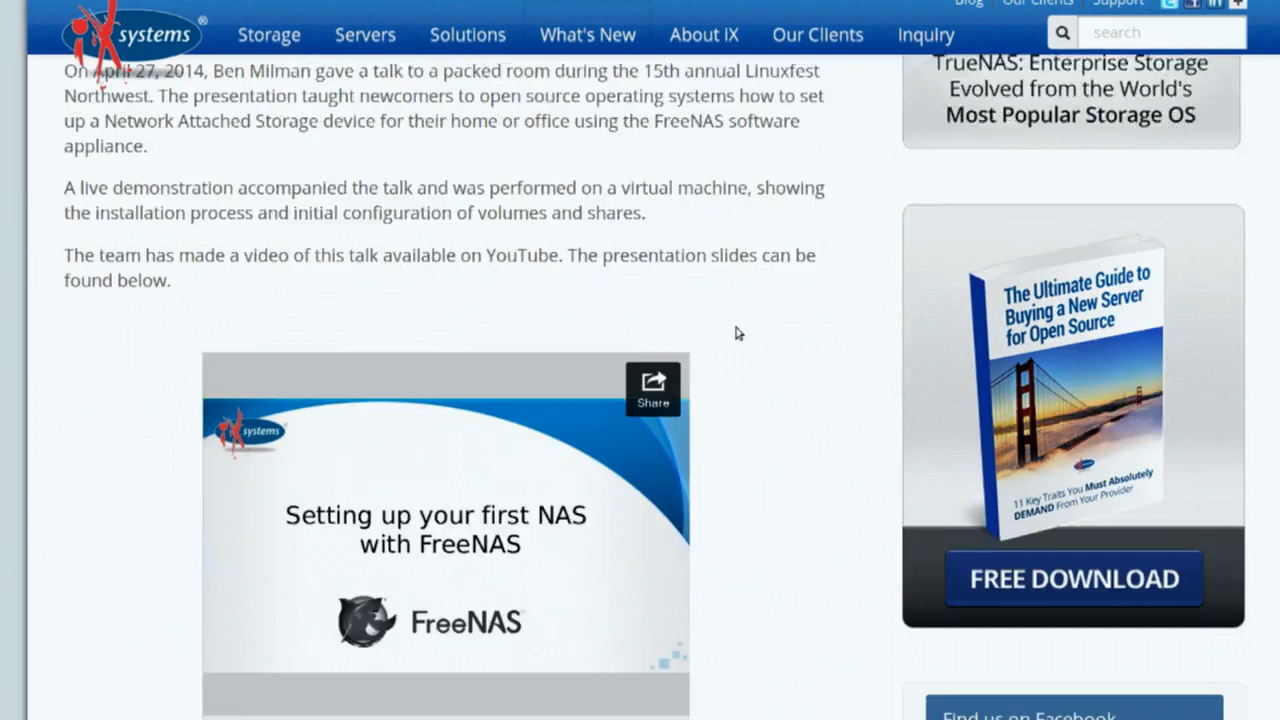 Blog Our Clients Support
iX systems ®
Storage Servers Solutions What's New About iX Our Clients Inquiry
search
On April 27, 2014, Ben Milman gave a talk to a packed room during the 15th annual Linuxfest
Northwest. The presentation taught newcomers to open source operating systems how to set
up a Network Attached Storage device for their home or office using the FreeNAS software
appliance.
A live demonstration accompanied the talk and was performed on a virtual machine, showing
the installation process and initial configuration of volumes and shares.
The team has made a video of this talk available on YouTube. The presentation slides can be
found below.
Share
iX systems
Setting up your first NAS
with FreeNAS
FreeNAS
TrueNAS: Enterprise Storage
Evolved from the World's
Most Popular Storage OS
The Ultimate Guide to
Buying a New Server
for Open Source
11 Key Traits You Must Absolutely
DEMAND From Your Provider
FREE DOWNLOAD
Find us on Facebook